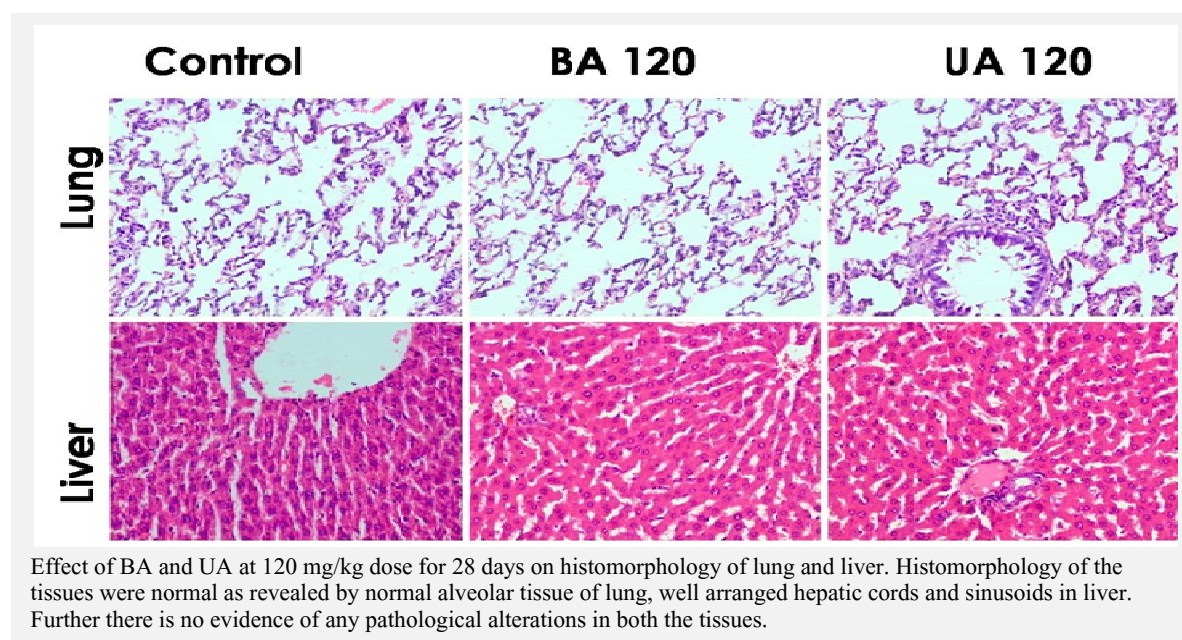 Control BA 120 UA 120
Lung
Liver
Effect of BA and UA at 120 mg/kg dose for 28 days on histomorphology of lung and liver. Histomorphology of the
tissues were normal as revealed by normal alveolar tissue of lung, well arranged hepatic cords and sinusoids in liver.
Further there is no evidence of any pathological alterations in both the tissues.